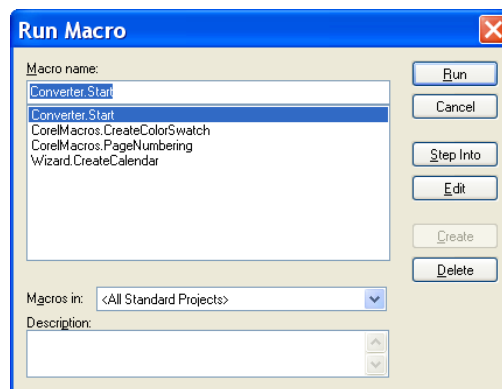 Run Macro
Macro name:
Converter.Start
Converter.Start
CorelMacros.CreateColorSwatch
CorelMacros.PageNumbering
Wizard.CreateCalendar
Macros in: <All Standard Projects>
Description:
Run
Cancel
Step Into
Edit
Create
Delete